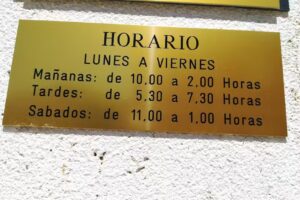 HORARIO
LUNES A VIERNES
Mañanas: de 10,00 a 2,00 Horas
Tardes: de 5,30 a 7,30 Horas
Sabados: de 11,00 a 1,00 Horas